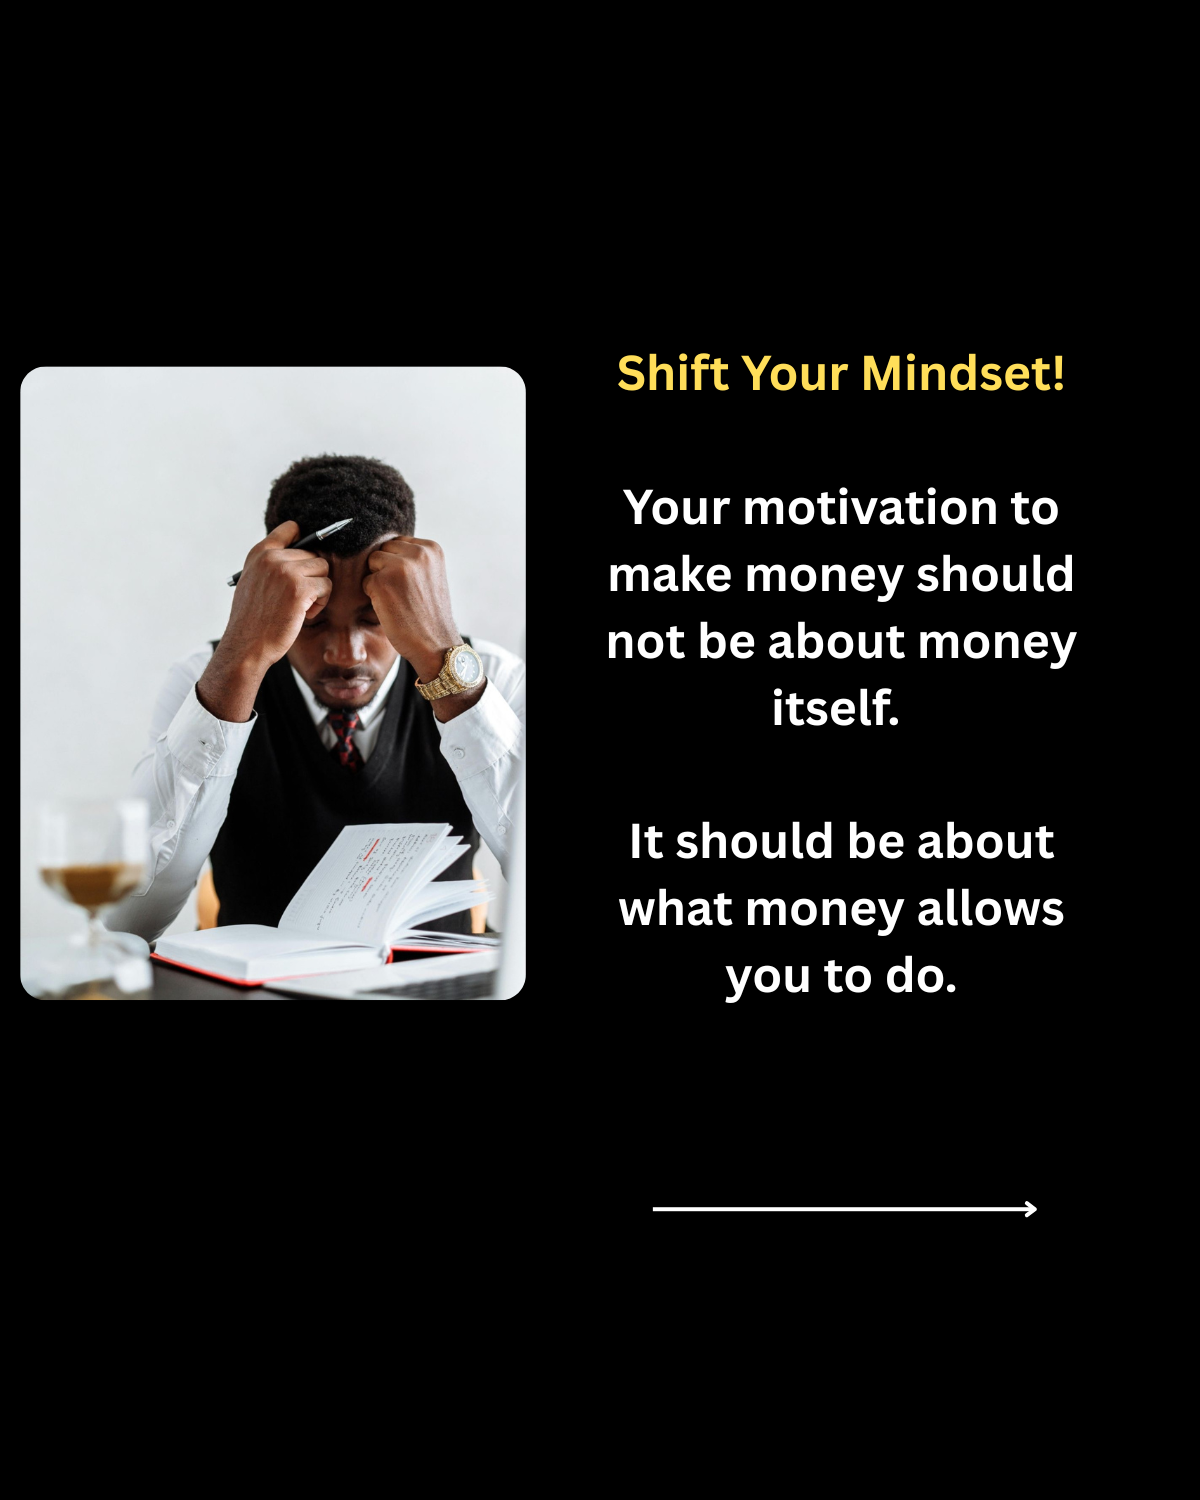 Shift Your Mindset!
Your motivation to
make money should
not be about money
itself.
It should be about
what money allows
you to do.